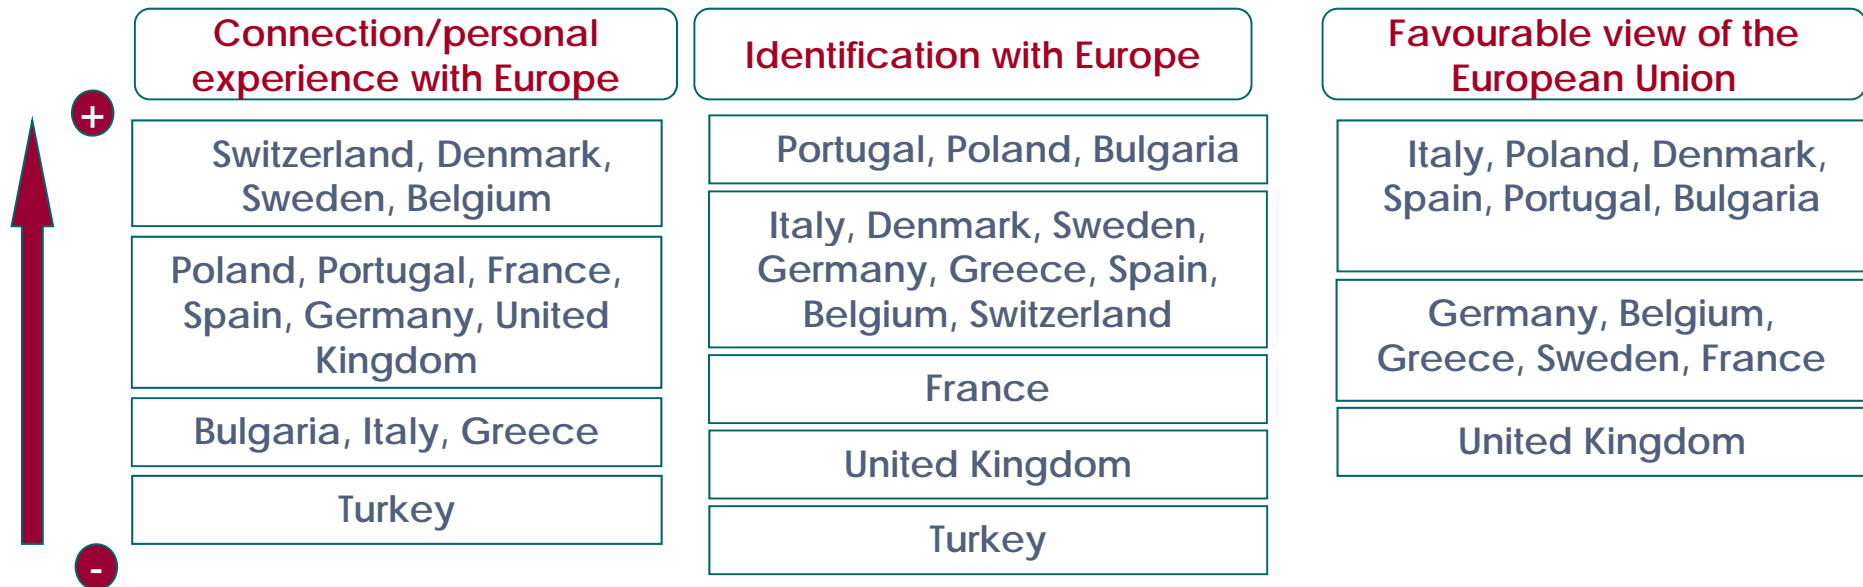 Connection/personal
experience with Europe
Identification with Europe
Favourable view of the
European Union
+
Switzerland, Denmark,
Sweden, Belgium
Poland, Portugal, France,
Spain, Germany, United
Kingdom
Bulgaria, Italy, Greece
Turkey
-
Portugal, Poland, Bulgaria
Italy, Denmark, Sweden,
Germany, Greece, Spain,
Belgium, Switzerland
France
United Kingdom
Turkey
Italy, Poland, Denmark,
Spain, Portugal, Bulgaria
Germany, Belgium,
Greece, Sweden, France
United Kingdom